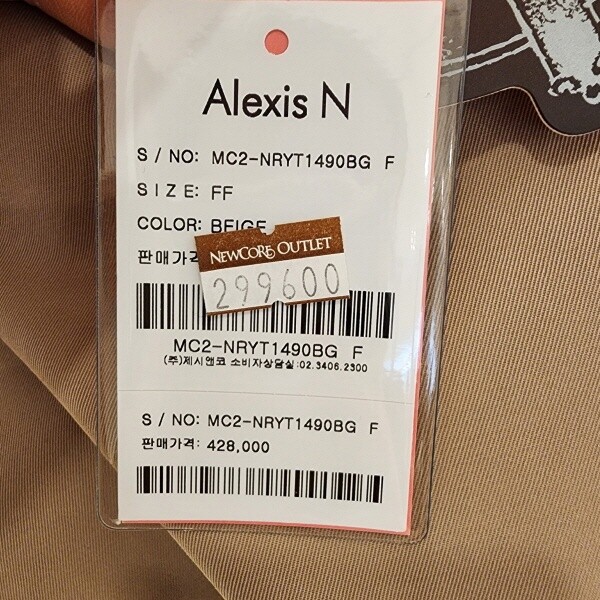 Alexis N
S / NO: MC2-NRYT1490BG F
SIZE: FF
COLOR: BEIGE
판매가격
NEWCORE OUTLET
299600
MC2-NRYT1490BG F
(주)제시앤코 소비자상담실:02.3406.2300
S / NO: MC2-NRYT1490BG F
판매가격: 428,000